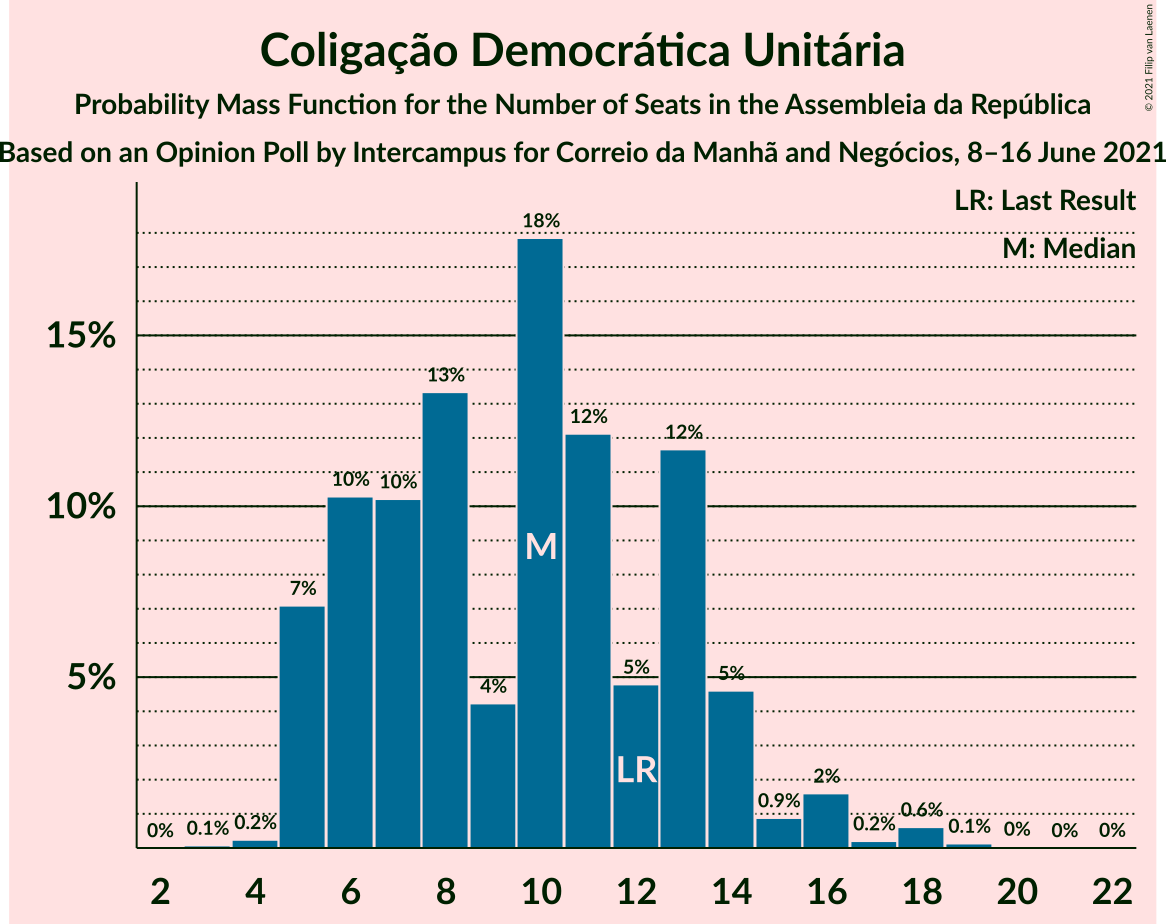 Coligação Democrática Unitária
Probability Mass Function for the Number of Seats in the Assembleia da República
Based on an Opinion Poll by Intercampus for Correio da Manhã and Negócios, 8–16 June 2021
© 2021 Filip van Laenen
LR: Last Result
M: Median
15%
10%
5%
0%
0.1%
0.2%
7%
10%
10%
13%
4%
18%
12%
5%
12%
5%
0.9%
2%
0.2%
0.6%
0.1%
0%
0%
0%
M
LR
2 4 6 8 10 12 14 16 18 20 22